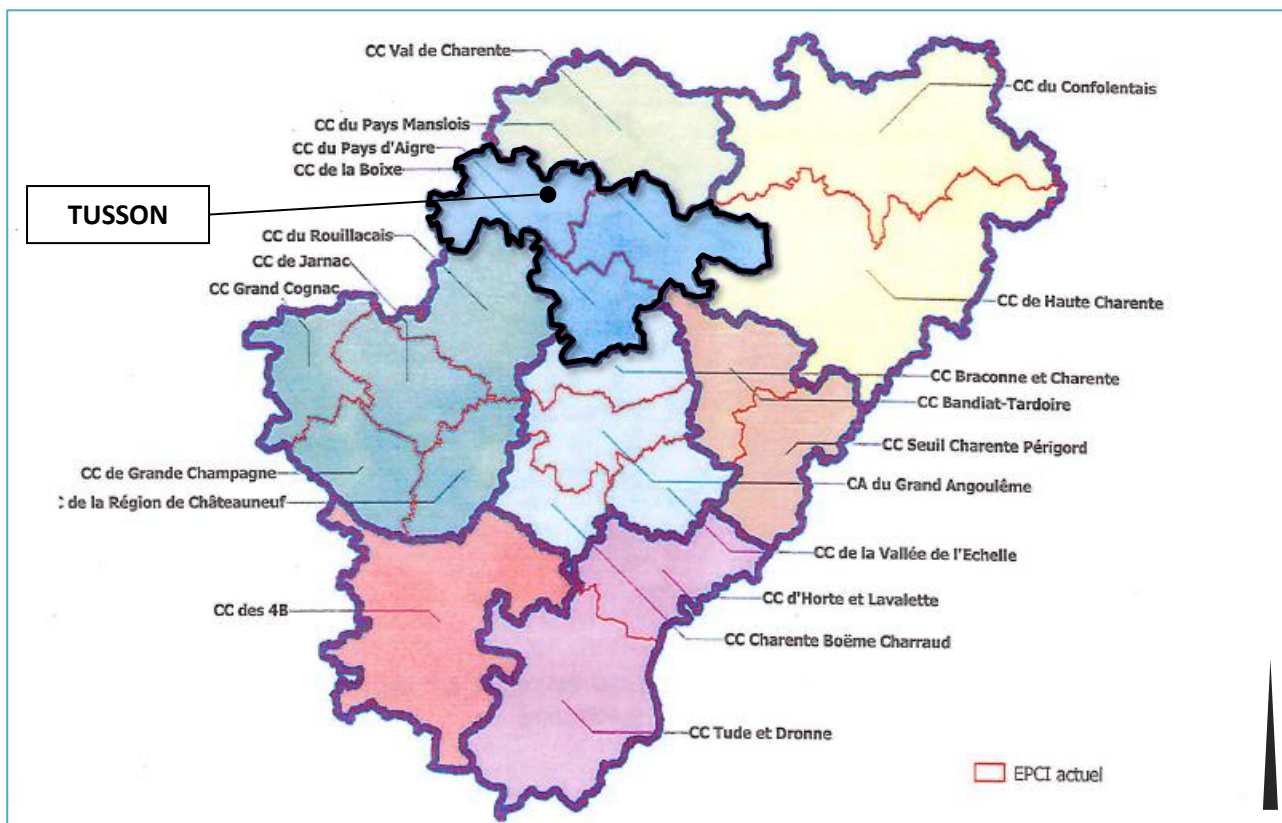 CC Val de Charente
CC du Confolentais
CC du Pays Manslois
CC du Pays d'Aigre
CC de la Boixe
TUSSON
CC du Rouillacais
CC de Jarnac
CC Grand Cognac
CC de Haute Charente
CC Braconne et Charente
CC Bandiat-Tardoire
CC Seuil Charente Périgord
CC de Grande Champagne
CA du Grand Angoulême
C de la Région de Châteauneuf
CC de la Vallée de l'Echelle
CC d'Horte et Lavalette
CC des 4B
CC Charente Boëme Charraud
CC Tude et Dronne
EPCI actuel